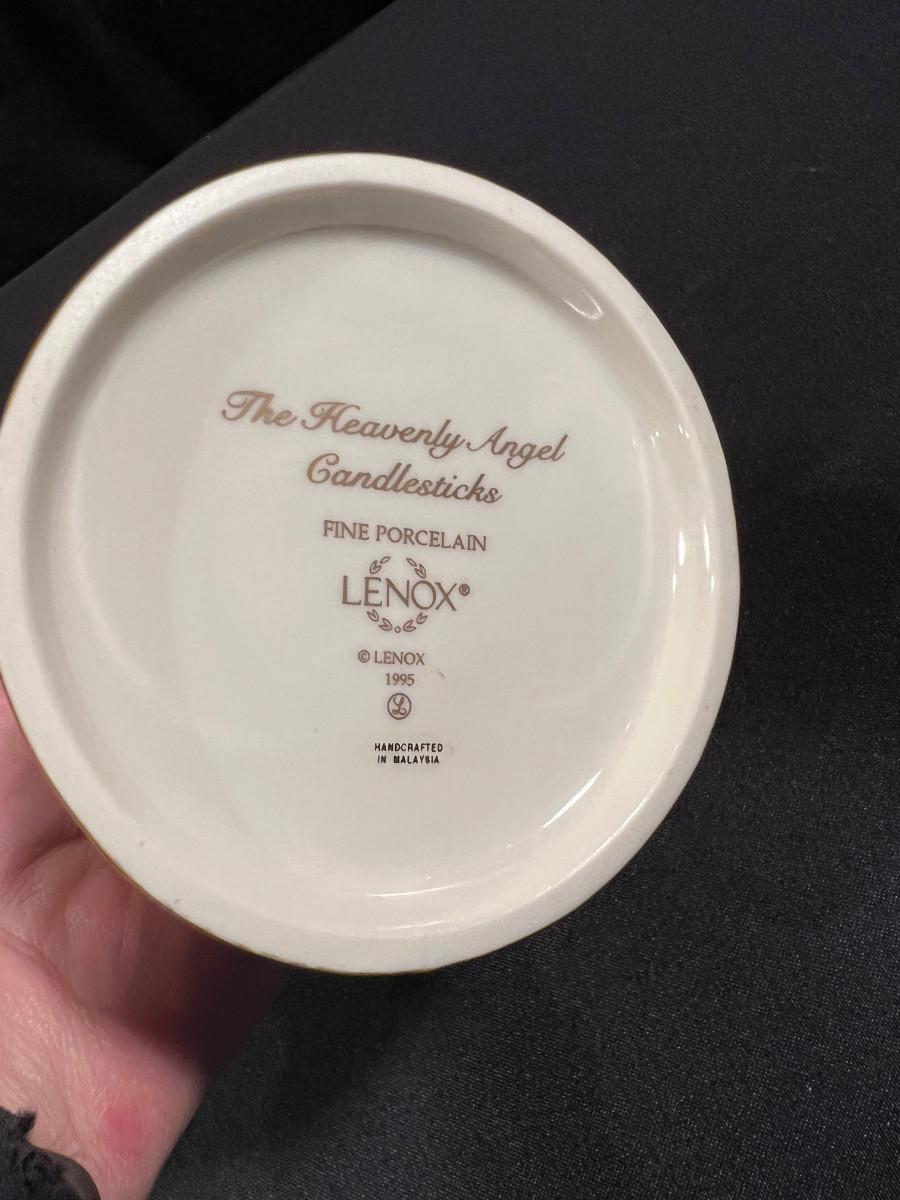 The Heavenly Angel
Candlesticks
FINE PORCELAIN
LENOX®
© LENOX
1995
L
HANDCRAFTED
IN MALAYSIA